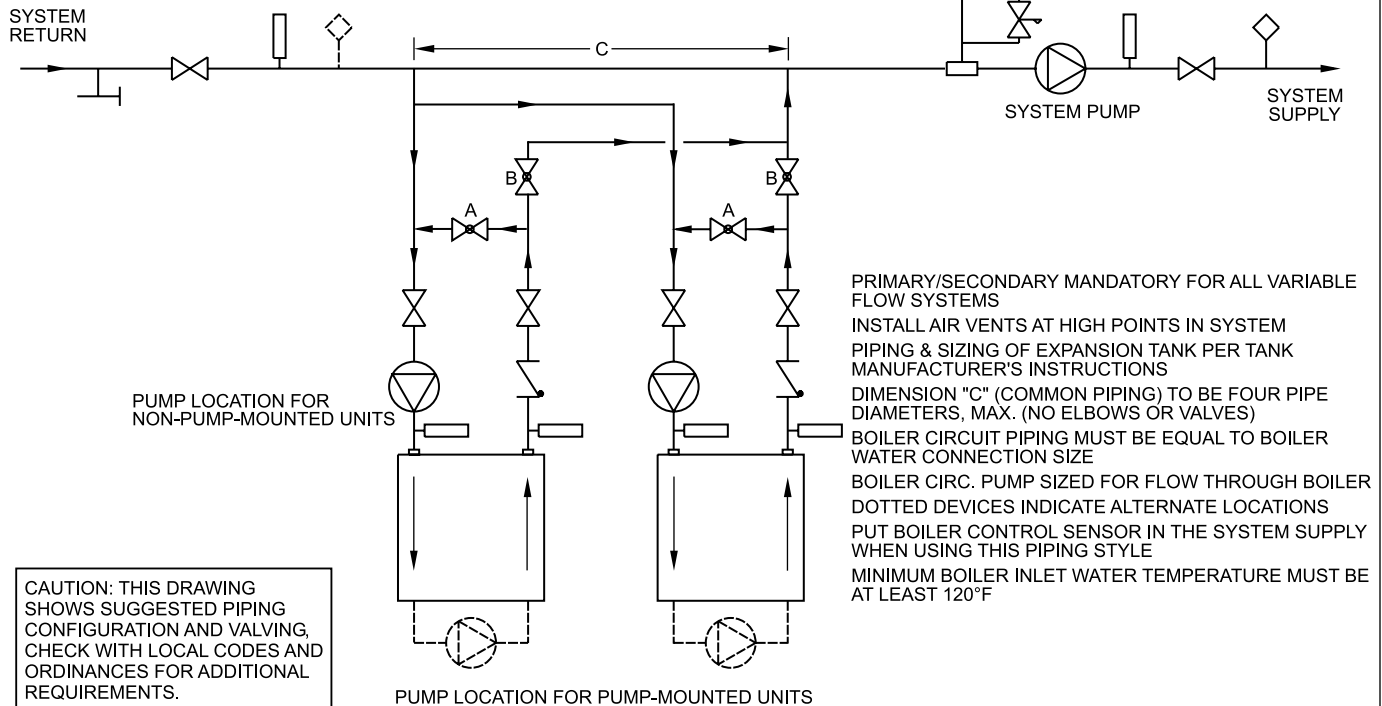 SYSTEM
RETURN
C
SYSTEM PUMP
SYSTEM
SUPPLY
B
B
A
A
PRIMARY/SECONDARY MANDATORY FOR ALL VARIABLE
FLOW SYSTEMS
INSTALL AIR VENTS AT HIGH POINTS IN SYSTEM
PIPING & SIZING OF EXPANSION TANK PER TANK
MANUFACTURER'S INSTRUCTIONS
DIMENSION "C" (COMMON PIPING) TO BE FOUR PIPE
DIAMETERS, MAX. (NO ELBOWS OR VALVES)
BOILER CIRCUIT PIPING MUST BE EQUAL TO BOILER
WATER CONNECTION SIZE
BOILER CIRC. PUMP SIZED FOR FLOW THROUGH BOILER
DOTTED DEVICES INDICATE ALTERNATE LOCATIONS
PUT BOILER CONTROL SENSOR IN THE SYSTEM SUPPLY
WHEN USING THIS PIPING STYLE
MINIMUM BOILER INLET WATER TEMPERATURE MUST BE
AT LEAST 120°F
PUMP LOCATION FOR
NON-PUMP-MOUNTED UNITS
CAUTION: THIS DRAWING
SHOWS SUGGESTED PIPING
CONFIGURATION AND VALVING,
CHECK WITH LOCAL CODES AND
ORDINANCES FOR ADDITIONAL
REQUIREMENTS.
PUMP LOCATION FOR PUMP-MOUNTED UNITS